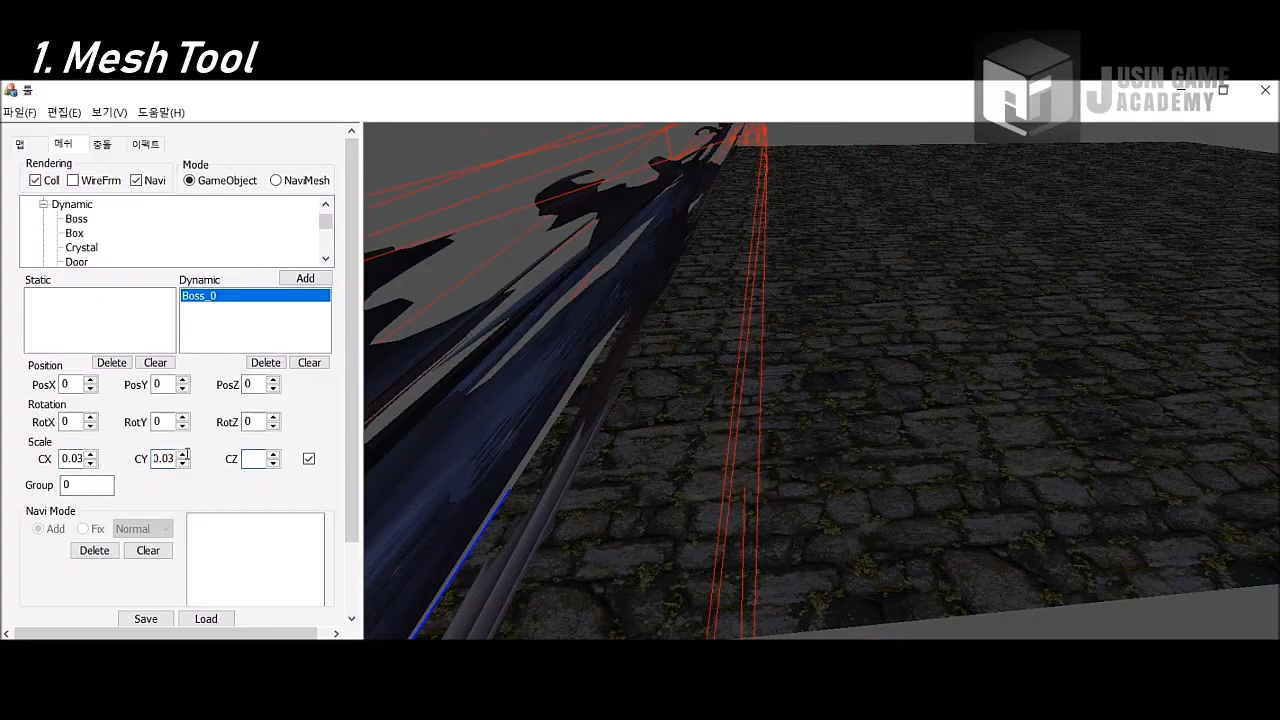 1. Mesh Tool
JUSIN GAME
ACADEMY
툴
파일(F) 편집(E) 보기(V) 도움말(H)
맵 메쉬 충돌 이펙트
Rendering Mode
Coll WireFrm Navi GameObject NaviMesh
Dynamic
Boss
Box
Crystal
Door
Static Dynamic Add
Boss_0
Position Delete Clear Delete Clear
PosX 0 PosY 0 PosZ 0
Rotation
RotX 0 RotY 0 RotZ 0
Scale
CX 0.03 CY 0.03 CZ
Group 0
Navi Mode
Add Fix Normal
Delete Clear
Save Load